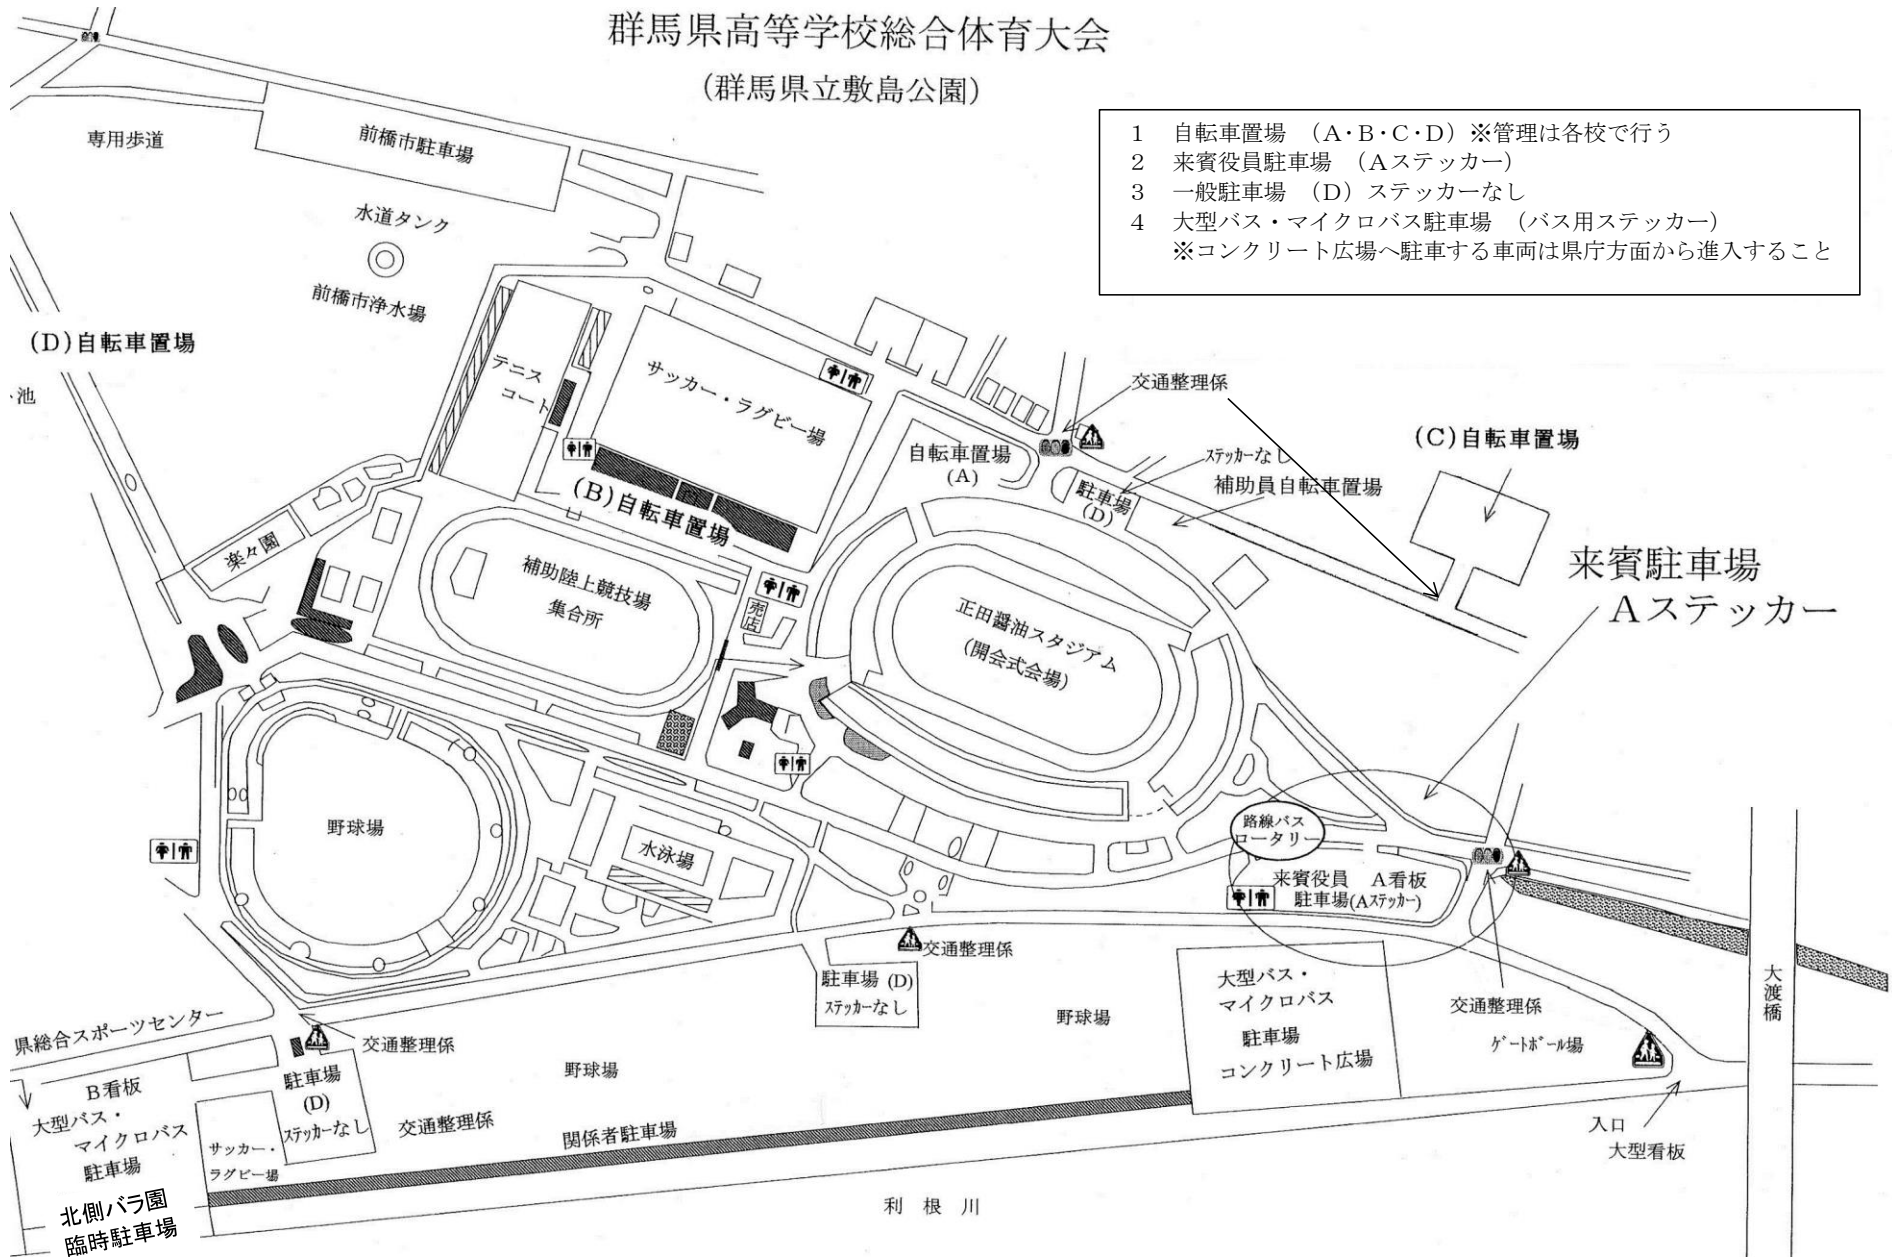 群馬県高等学校総合体育大会
(群馬県立敷島公園)
1 自転車置場 (A・B・C・D)※管理は各校で行う
2 来賓役員駐車場 (Aステッカー)
3 一般駐車場 (D)ステッカーなし
4 大型バス・マイクロバス駐車場 (バス用ステッカー)
※コンクリート広場へ駐車する車両は県庁方面から進入すること
専用歩道
前橋市駐車場
水道タンク
前橋市浄水場
(D)自転車置場
池
テニス
コート
サッカー・ラグビー場
(B)自転車置場
交通整理係
自転車置場
(A)
ステッカーなし
駐車場
(D)
補助員自転車置場
(C)自転車置場
来賓駐車場
Aステッカー
楽々園
補助陸上競技場
集合所
売店
正田醤油スタジアム
(開会式会場)
野球場
水泳場
路線バス
ロータリー
来賓役員 A看板
駐車場(Aステッカー)
交通整理係
駐車場 (D)
ステッカーなし
野球場
大型バス・
マイクロバス
駐車場
コンクリート広場
交通整理係
ゲートボール場
大渡橋
入口
大型看板
県総合スポーツセンター
交通整理係
B看板
大型バス・
マイクロバス
駐車場
北側バラ園
臨時駐車場
駐車場
(D)
ステッカーなし
サッカー・
ラグビー場
交通整理係
野球場
関係者駐車場
利根川